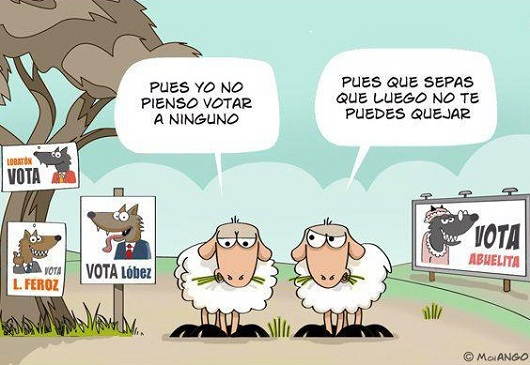 PUES YO NO
PIENSO VOTAR
A NINGUNO
PUES QUE SEPAS
QUE LUEGO NO TE
PUEDES QUEJAR
LOBATÓN
VOTA
VOTA
L. FEROZ
VOTA Lóbez
VOTA
ABUELITA
© MchANGO